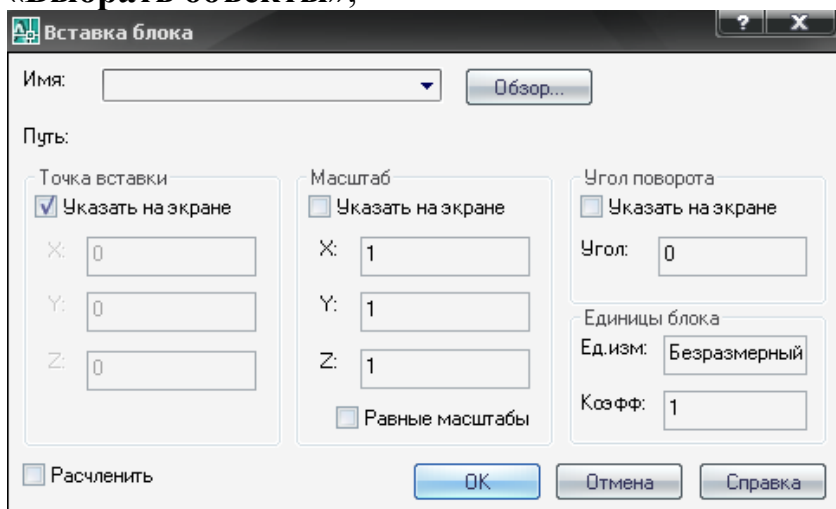 «Выбрать объекты»;
Вставка блока
Имя:
Обзор...
Путь:
Точка вставки
Указать на экране
X: 0
Y: 0
Z: 0
Масштаб
Указать на экране
X: 1
Y: 1
Z: 1
Равные масштабы
Угол поворота
Указать на экране
Угол: 0
Единицы блока
Ед.изм: Безразмерный
Коэфф: 1
Расчленить
OK
Отмена
Справка